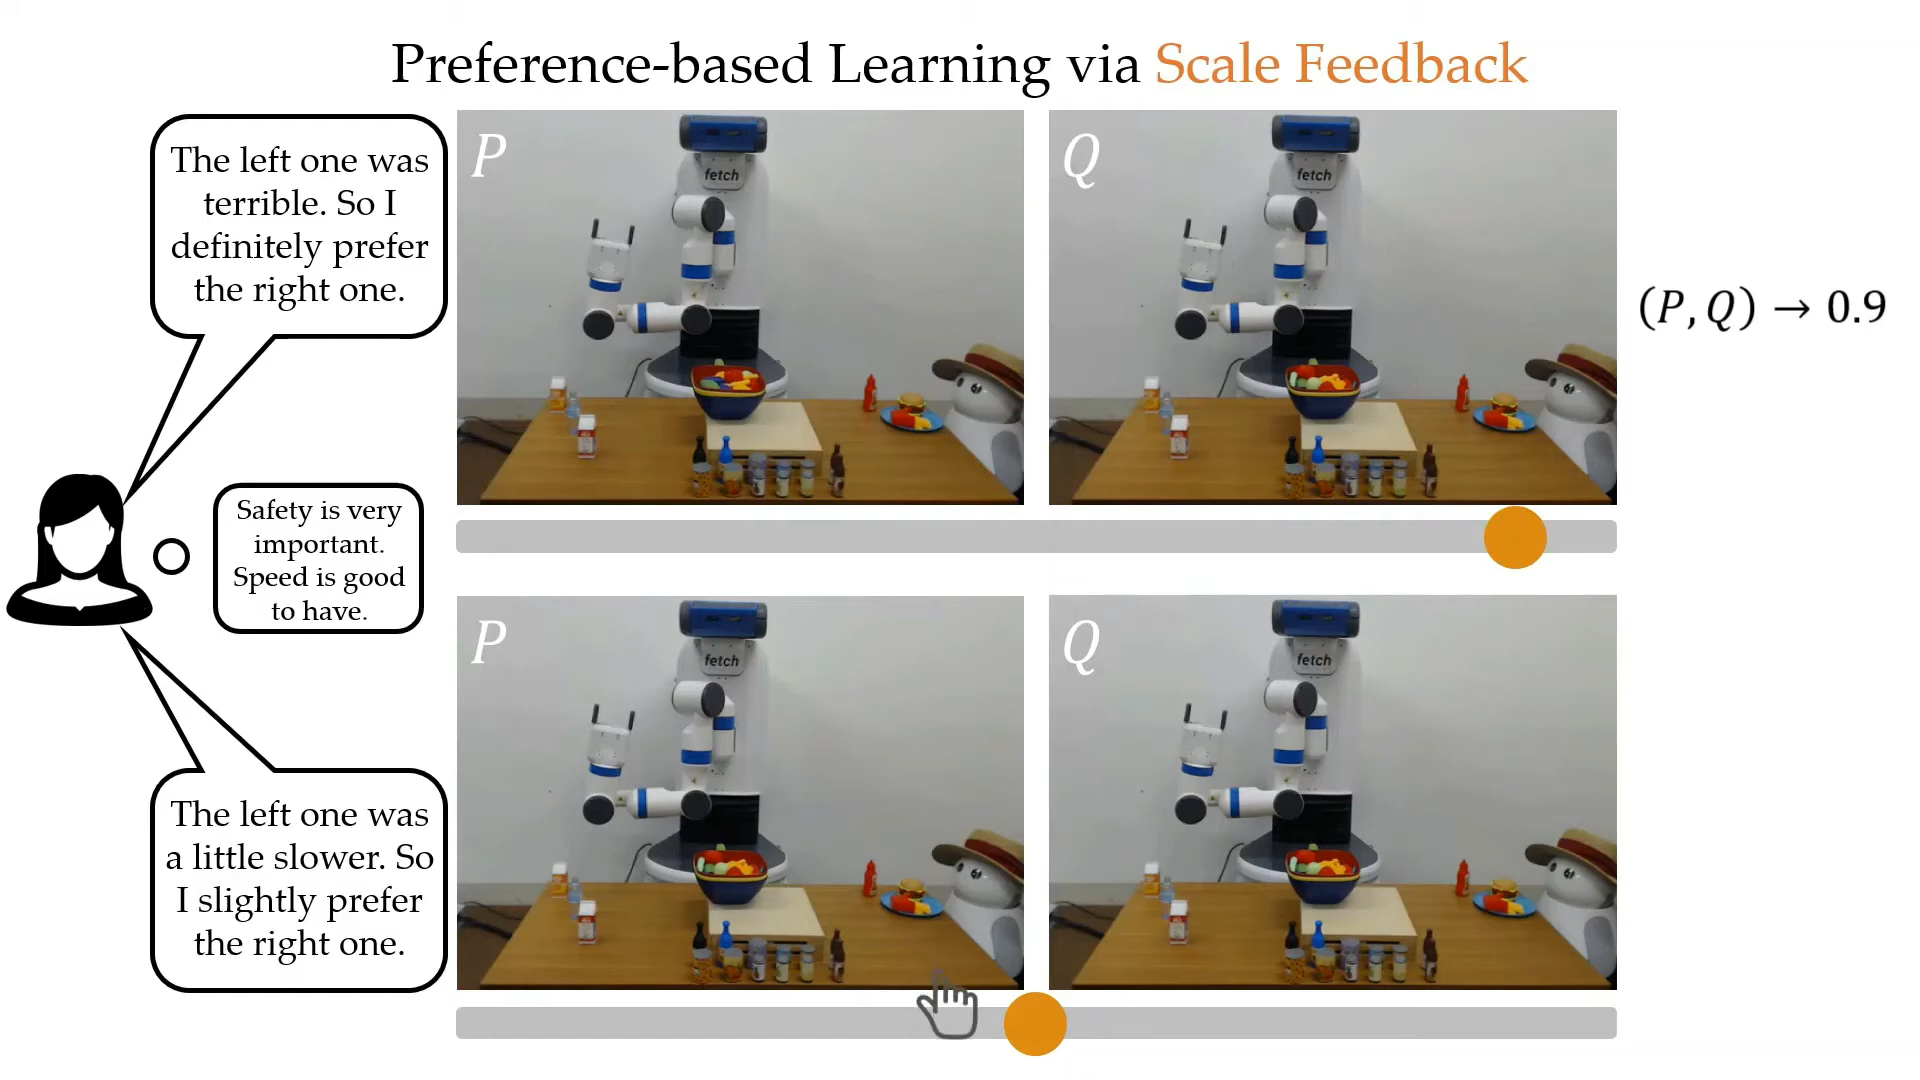 Preference-based Learning via Scale Feedback
The left one was
terrible. So I
definitely prefer
the right one.
P
fetch
Q
fetch
(P, Q) → 0.9
Safety is very
important.
Speed is good
to have.
P
fetch
Q
fetch
The left one was
a little slower. So
I slightly prefer
the right one.